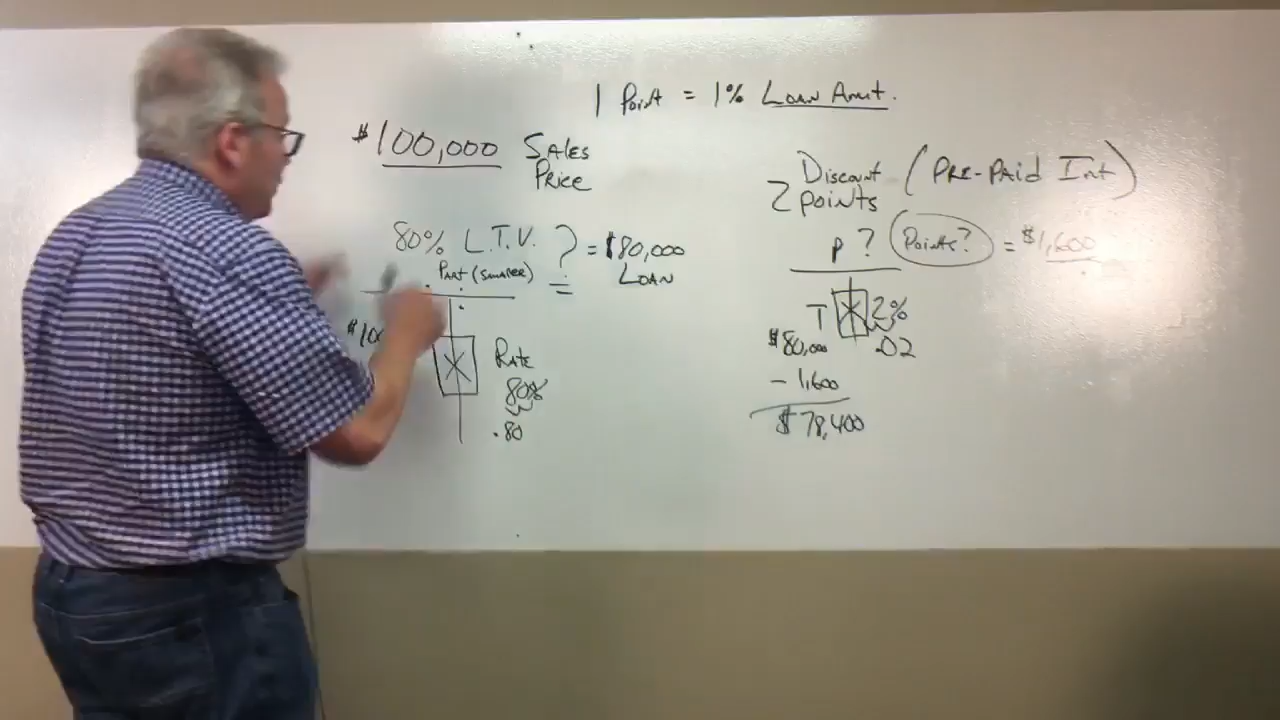 1 Point = 1% Loan Amt.
$100,000 Sales
Price
80% L.T.V. ? = $80,000
Loan
Part (Smaller)
÷
Rate
80%
.80
Discount (Pre-Paid Int)
2 Points
P ? Points? = $1,600
T X 2%
$80,000 .02
- 1,600
$78,400